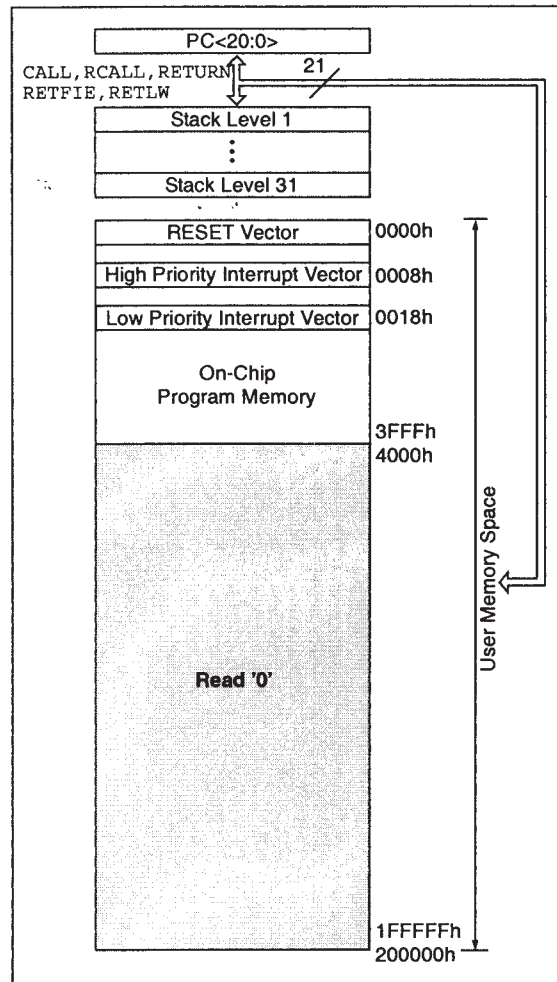 PC<20:0>
CALL,RCALL,RETURN
RETFIE,RETLW
21
Stack Level 1
Stack Level 31
RESET Vector
0000h
High Priority Interrupt Vector
0008h
Low Priority Interrupt Vector
0018h
On-Chip
Program Memory
3FFFh
4000h
User Memory Space
Read '0'
1FFFFFh
200000h